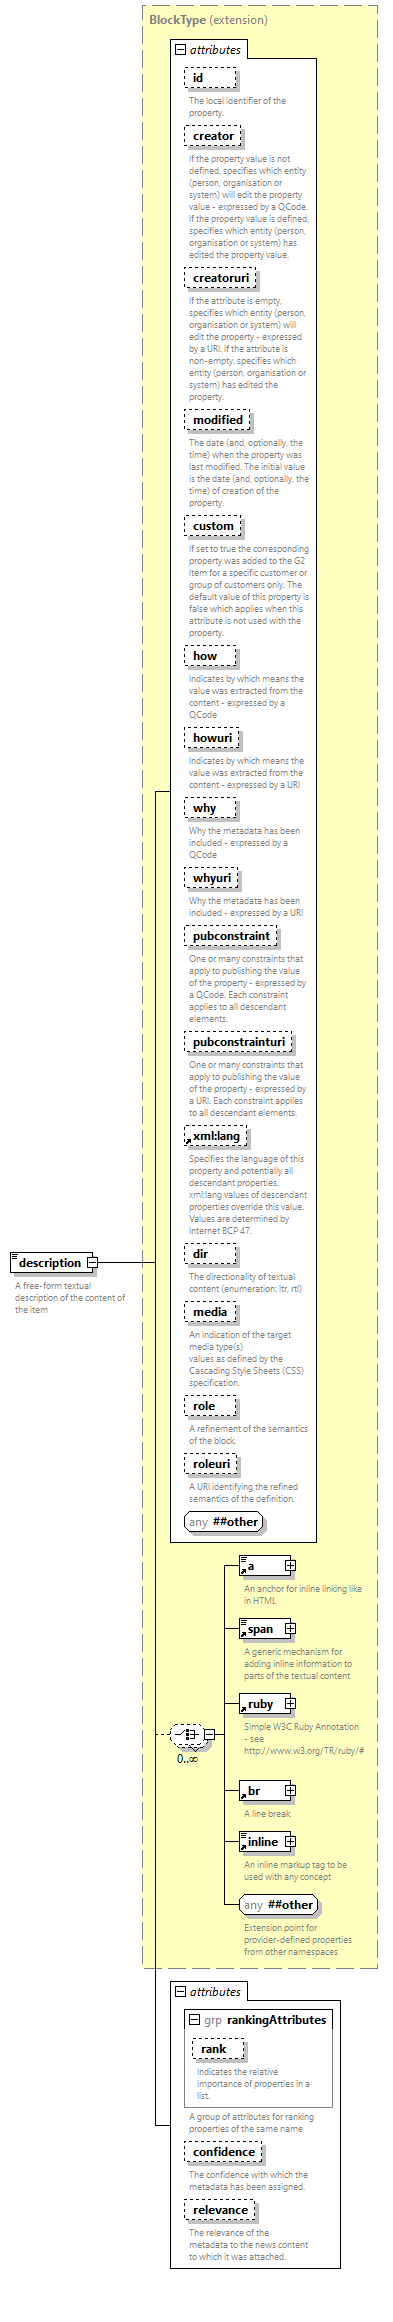 BlockType (extension)
attributes
id
The local identifier of the
property.
creator
If the property value is not
defined, specifies which entity
(person, organisation or
system) will edit the property
value - expressed by a QCode.
If the property value is defined,
specifies which entity (person,
organisation or system) has
edited the property value.
creatoruri
If the attribute is empty,
specifies which entity (person,
organisation or system) will
edit the property - expressed
by a URI. If the attribute is
non-empty, specifies which
entity (person, organisation or
system) has edited the
property.
modified
The date (and, optionally, the
time) when the property was
last modified. The initial value
is the date (and, optionally, the
time) of creation of the
property.
custom
If set to true the corresponding
property was added to the G2
Item for a specific customer or
group of customers only. The
default value of this property is
false which applies when this
attribute is not used with the
property.
how
Indicates by which means the
value was extracted from the
content - expressed by a
QCode
howuri
Indicates by which means the
value was extracted from the
content - expressed by a URI
why
Why the metadata has been
included - expressed by a
QCode
whyuri
Why the metadata has been
included - expressed by a URI
pubconstraint
One or many constraints that
apply to publishing the value
of the property - expressed by
a QCode. Each constraint
applies to all descendant
elements.
pubconstrainturi
One or many constraints that
apply to publishing the value
of the property - expressed by
a URI. Each constraint applies
to all descendant elements.
xml:lang
Specifies the language of this
property and potentially all
descendant properties.
xml:lang values of descendant
properties override this value.
Values are determined by
Internet BCP 47.
description
A free-form textual
description of the content of
the item
dir
The directionality of textual
content (enumeration: ltr, rtl)
media
An indication of the target
media type(s)
values as defined by the
Cascading Style Sheets (CSS)
specification.
role
A refinement of the semantics
of the block.
roleuri
A URI identifying the refined
semantics of the definition.
any ##other
a
An anchor for inline linking like
in HTML
span
A generic mechanism for
adding inline information to
parts of the textual content
ruby
Simple W3C Ruby Annotation
- see
http://www.w3.org/TR/ruby/#
0..∞
br
A line break
inline
An inline markup tag to be
used with any concept
any ##other
Extension point for
provider-defined properties
from other namespaces
attributes
grp rankingAttributes
rank
Indicates the relative
importance of properties in a
list.
A group of attributes for ranking
properties of the same name
confidence
The confidence with which the
metadata has been assigned.
relevance
The relevance of the
metadata to the news content
to which it was attached.